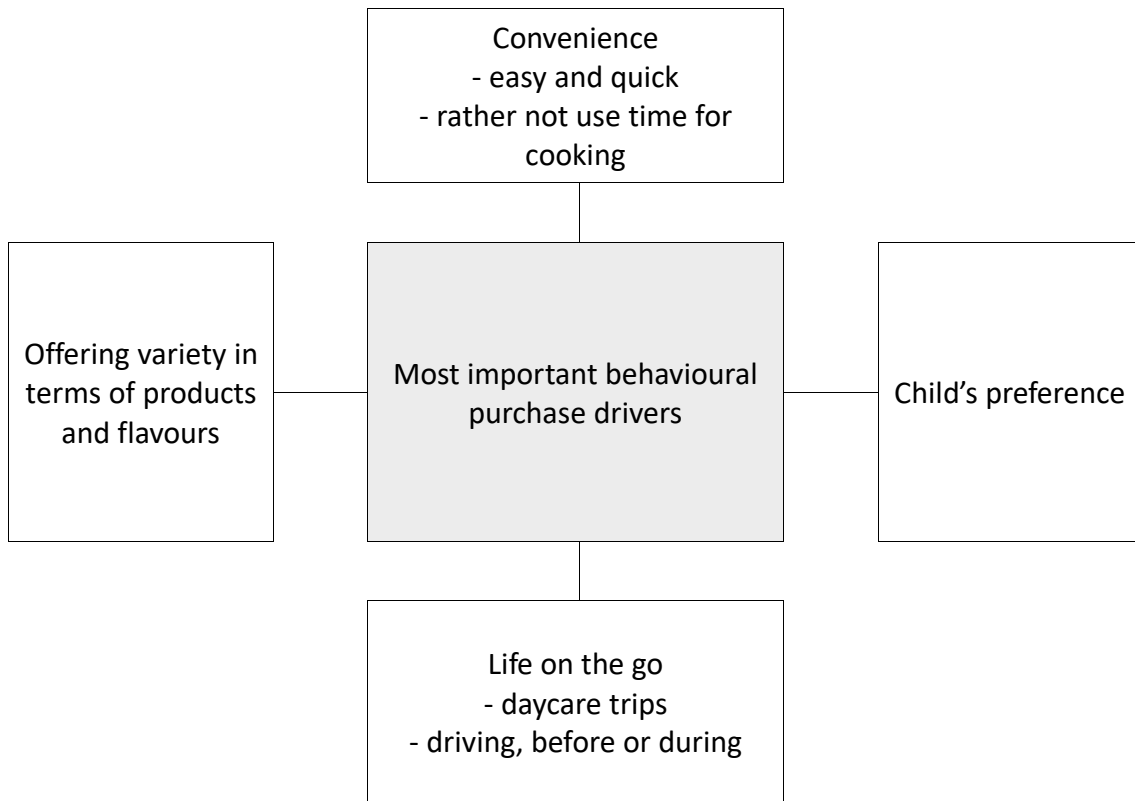 Convenience
- easy and quick
- rather not use time for
cooking
Offering variety in
terms of products
and flavours
Most important behavioural
purchase drivers
Child’s preference
Life on the go
- daycare trips
- driving, before or during